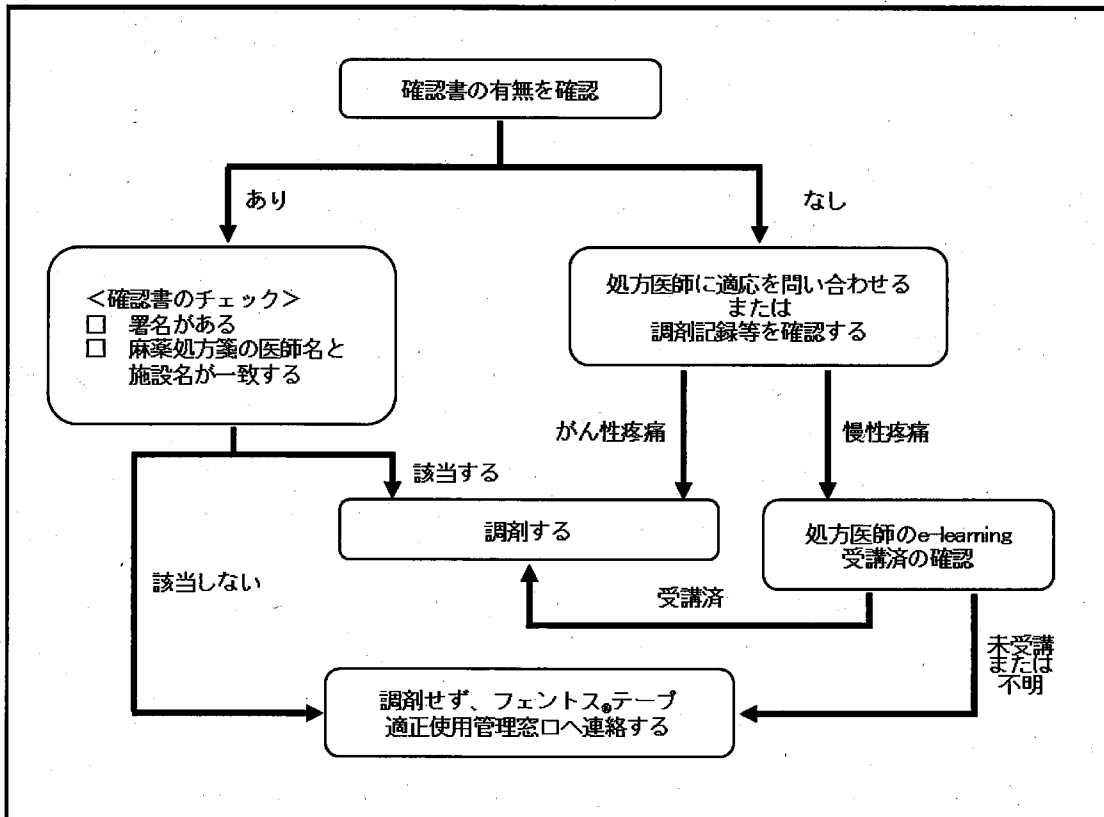 確認書の有無を確認
あり
なし
＜確認書のチェック＞
□ 署名がある
□ 麻薬処方箋の医師名と
施設名が一致する
処方医師に適応を問い合わせる
または
調剤記録等を確認する
がん性疼痛
慢性疼痛
該当する
調剤する
処方医師のe-learning
受講済の確認
該当しない
受講済
未受講
または
不明
調剤せず、フェントス®テープ
適正使用管理窓口へ連絡する